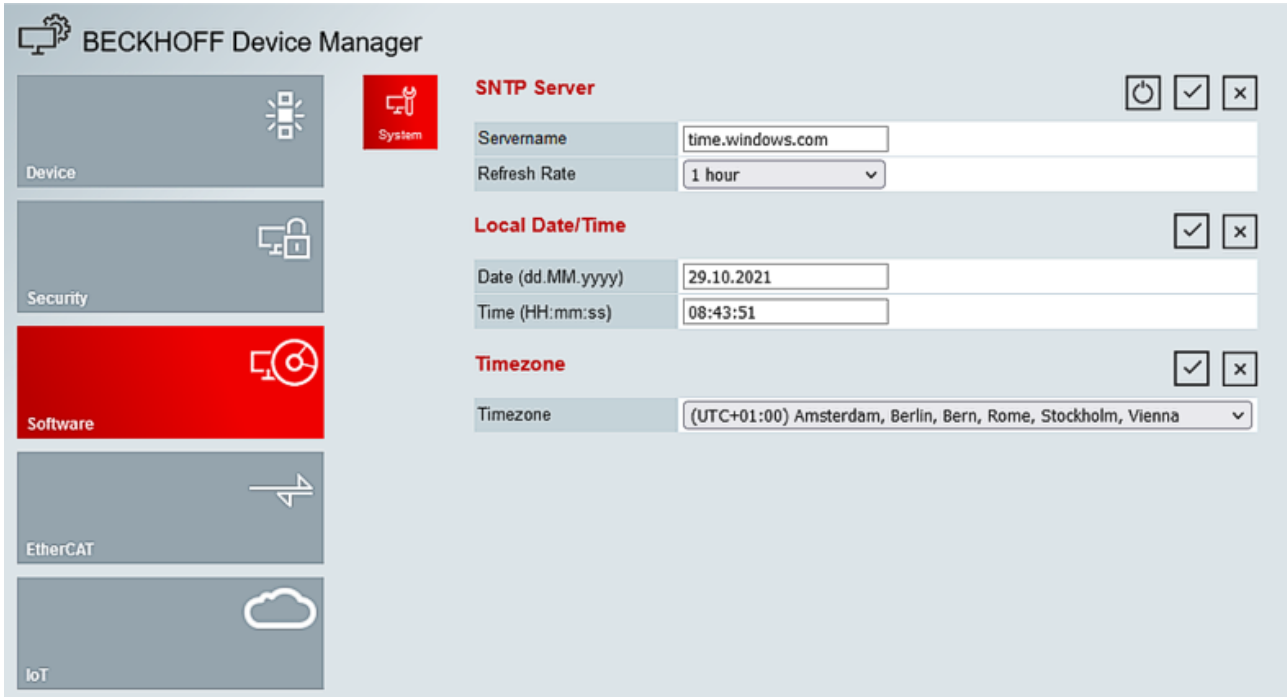 BECKHOFF Device Manager
Device
Security
Software
EtherCAT
IoT
System
SNTP Server
Servername time.windows.com
Refresh Rate 1 hour
Local Date/Time
Date (dd.MM.yyyy) 29.10.2021
Time (HH:mm:ss) 08:43:51
Timezone
Timezone (UTC+01:00) Amsterdam, Berlin, Bern, Rome, Stockholm, Vienna